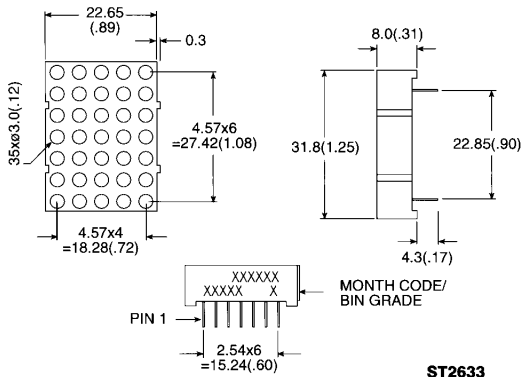 22.65
(.89)
0.3
35xø3.0(.12)
4.57x6
=27.42(1.08)
4.57x4
=18.28(.72)
8.0(.31)
31.8(1.25)
22.85(.90)
4.3(.17)
XXXXXX
XXXXX X
MONTH CODE/
BIN GRADE
PIN 1
2.54x6
=15.24(.60)
ST2633